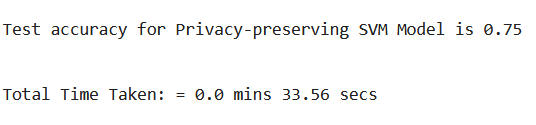 Test accuracy for Privacy-preserving SVM Model is 0.75
Total Time Taken: = 0.0 mins 33.56 secs